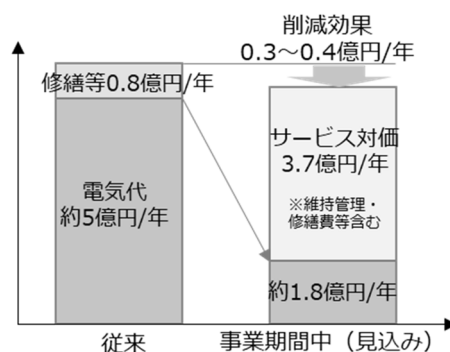 削減効果
0.3～0.4億円/年
修繕等0.8億円/年
電気代
約5億円/年
サービス対価
3.7億円/年
※維持管理・
修繕費等含む
約1.8億円/年
従来
事業期間中（見込み）